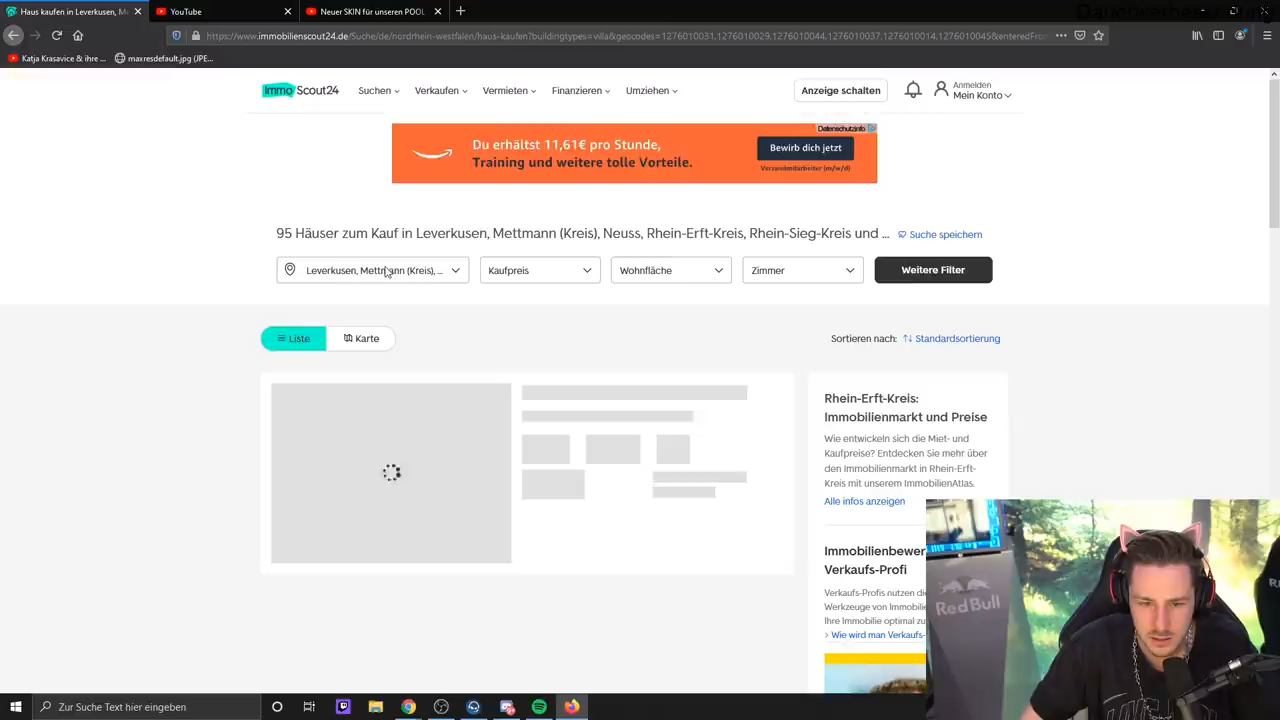 Haus kaufen in Leverkusen, M
YouTube
Neuer SKIN für unseren POOL
https://www.immobilienscout24.de/Suche/de/nordrhein-westfalen/haus-kaufen?buildingtypes=villa&geocodes=1276010031,1276010029,1276010044,1276010037,1276010014,1276010045&enteredFro
Katja Krasavice & ihre ...
maxresdefault.jpg (JPE...
ImmoScout24
Suchen
Verkaufen
Vermieten
Finanzieren
Umziehen
Anzeige schalten
Anmelden
Mein Konto
Datenschutzinfo
Du erhältst 11,61€ pro Stunde,
Training und weitere tolle Vorteile.
Bewirb dich jetzt
Versandmitarbeiter (m/w/d)
95 Häuser zum Kauf in Leverkusen, Mettmann (Kreis), Neuss, Rhein-Erft-Kreis, Rhein-Sieg-Kreis und ...
Suche speichern
Leverkusen, Mettmann (Kreis), ...
Kaufpreis
Wohnfläche
Zimmer
Weitere Filter
Liste
Karte
Sortieren nach: Standardsortierung
Rhein-Erft-Kreis:
Immobilienmarkt und Preise
Wie entwickeln sich die Miet- und
Kaufpreise? Entdecken Sie mehr über
den Immobilienmarkt in Rhein-Erft-
Kreis mit unserem ImmobilienAtlas.
Alle infos anzeigen
Immobilienbewer
Verkaufs-Profi
Verkaufs-Profis nutzen di
Werkzeuge von Immobilie
Ihre Immobilie optimal zu
> Wie wird man Verkaufs-
Red Bull
Zur Suche Text hier eingeben